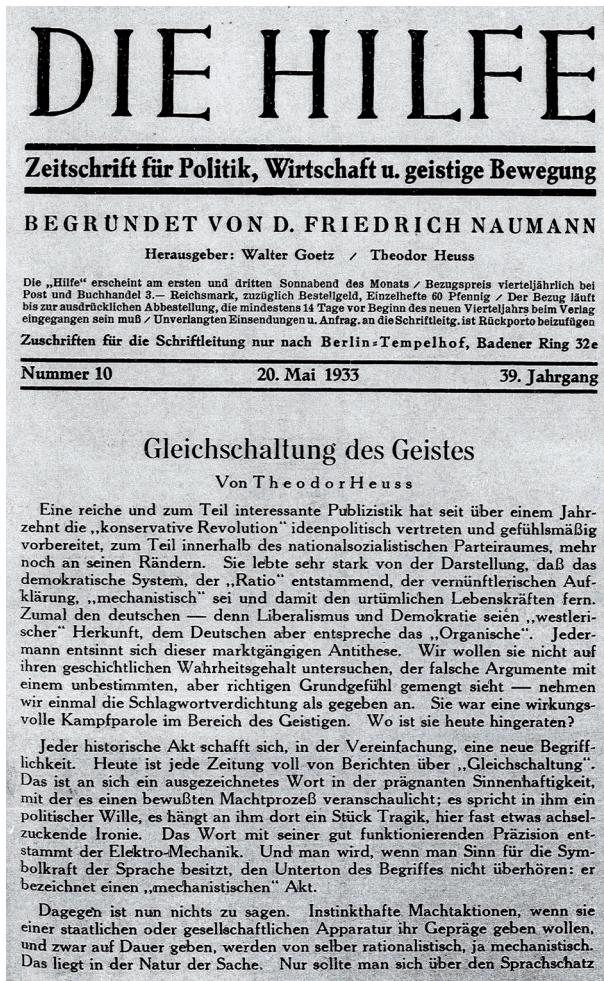 DIE HILFE
Zeitschrift für Politik, Wirtschaft u. geistige Bewegung
BEGRÜNDET VON D. FRIEDRICH NAUMANN
Herausgeber: Walter Goetz / Theodor Heuss
Die „Hilfe“ erscheint am ersten und dritten Sonnabend des Monats / Bezugspreis vierteljährlich bei
Post und Buchhandel 3.— Reichsmark, zuzüglich Bestellgeld, Einzelhefte 60 Pfennig / Der Bezug läuft
bis zur ausdrücklichen Abbestellung, die mindestens 14 Tage vor Beginn des neuen Vierteljahrs beim Verlag
eingegangen sein muß / Unverlangten Einsendungen u. Anfrag. an die Schriftleitg. ist Rückporto beizufügen
Zuschriften für die Schriftleitung nur nach Berlin-Tempelhof, Badener Ring 32e
Nummer 10 20. Mai 1933 39. Jahrgang
Gleichschaltung des Geistes
Von Theodor Heuss
Eine reiche und zum Teil interessante Publizistik hat seit über einem Jahr-
zehnt die „konservative Revolution“ ideenpolitisch vertreten und gefühlsmäßig
vorbereitet, zum Teil innerhalb des nationalsozialistischen Parteiraumes, mehr
noch an seinen Rändern. Sie lebte sehr stark von der Darstellung, daß das
demokratische System, der „Ratio“ entstammend, der vernünftlerischen Auf-
klärung, „mechanistisch“ sei und damit den urtümlichen Lebenskräften fern.
Zumal den deutschen — denn Liberalismus und Demokratie seien „westleri-
scher“ Herkunft, dem Deutschen aber entspreche das „Organische“. Jeder-
mann entsinnt sich dieser marktgängigen Antithese. Wir wollen sie nicht auf
ihren geschichtlichen Wahrheitsgehalt untersuchen, der falsche Argumente mit
einem unbestimmten, aber richtigen Grundgefühl gemengt sieht — nehmen
wir einmal die Schlagwortverdichtung als gegeben an. Sie war eine wirkungs-
volle Kampfparole im Bereich des Geistigen. Wo ist sie heute hingeraten?
Jeder historische Akt schafft sich, in der Vereinfachung, eine neue Begriff-
lichkeit. Heute ist jede Zeitung voll von Berichten über „Gleichschaltung“.
Das ist an sich ein ausgezeichnetes Wort in der prägnanten Sinnenhaftigkeit,
mit der es einen bewußten Machtprozeß veranschaulicht; es spricht in ihm ein
politischer Wille, es hängt an ihm dort ein Stück Tragik, hier fast etwas achsel-
zuckende Ironie. Das Wort mit seiner gut funktionierenden Präzision ent-
stammt der Elektro-Mechanik. Und man wird, wenn man Sinn für die Sym-
bolkraft der Sprache besitzt, den Unterton des Begriffes nicht überhören: er
bezeichnet einen „mechanistischen“ Akt.
Dagegen ist nun nichts zu sagen. Instinkthafte Machtaktionen, wenn sie
einer staatlichen oder gesellschaftlichen Apparatur ihr Gepräge geben wollen,
und zwar auf Dauer geben, werden von selber rationalistisch, ja mechanistisch.
Das liegt in der Natur der Sache. Nur sollte man sich über den Sprachschatz